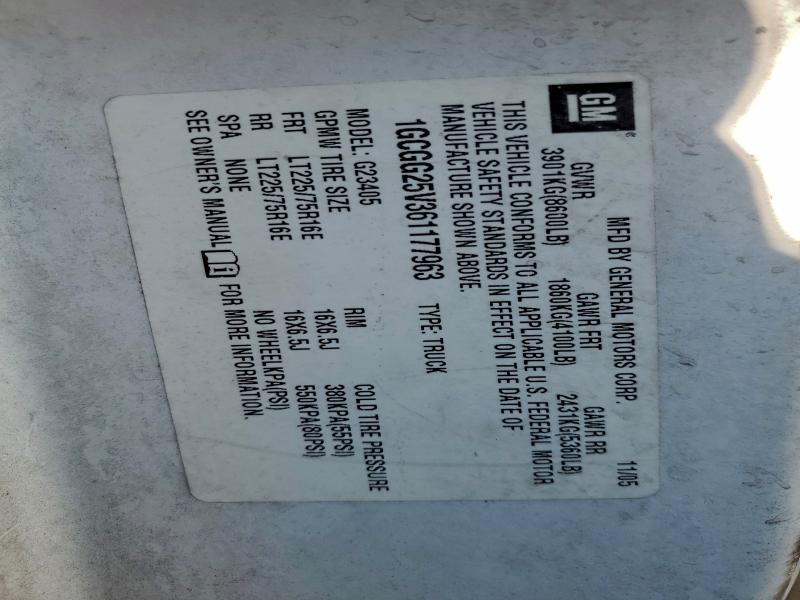 GM®
MFD BY GENERAL MOTORS CORP. 11/05
GVWR GAWR FRT GAWR RR
3901KG(8600LB) 1860KG(4100LB) 2431KG(5360LB)
THIS VEHICLE CONFORMS TO ALL APPLICABLE U.S. FEDERAL MOTOR
VEHICLE SAFETY STANDARDS IN EFFECT ON THE DATE OF
MANUFACTURE SHOWN ABOVE.
1GCGG25V361177963 TYPE: TRUCK
MODEL: G23405
GPMW TIRE SIZE RIM COLD TIRE PRESSURE
FRT LT225/75R16E 16X6.5J 380KPA(55PSI)
RR LT225/75R16E 16X6.5J 550KPA(80PSI)
SPA NONE NO WHEELKPA(PSI)
SEE OWNER'S MANUAL FOR MORE INFORMATION.